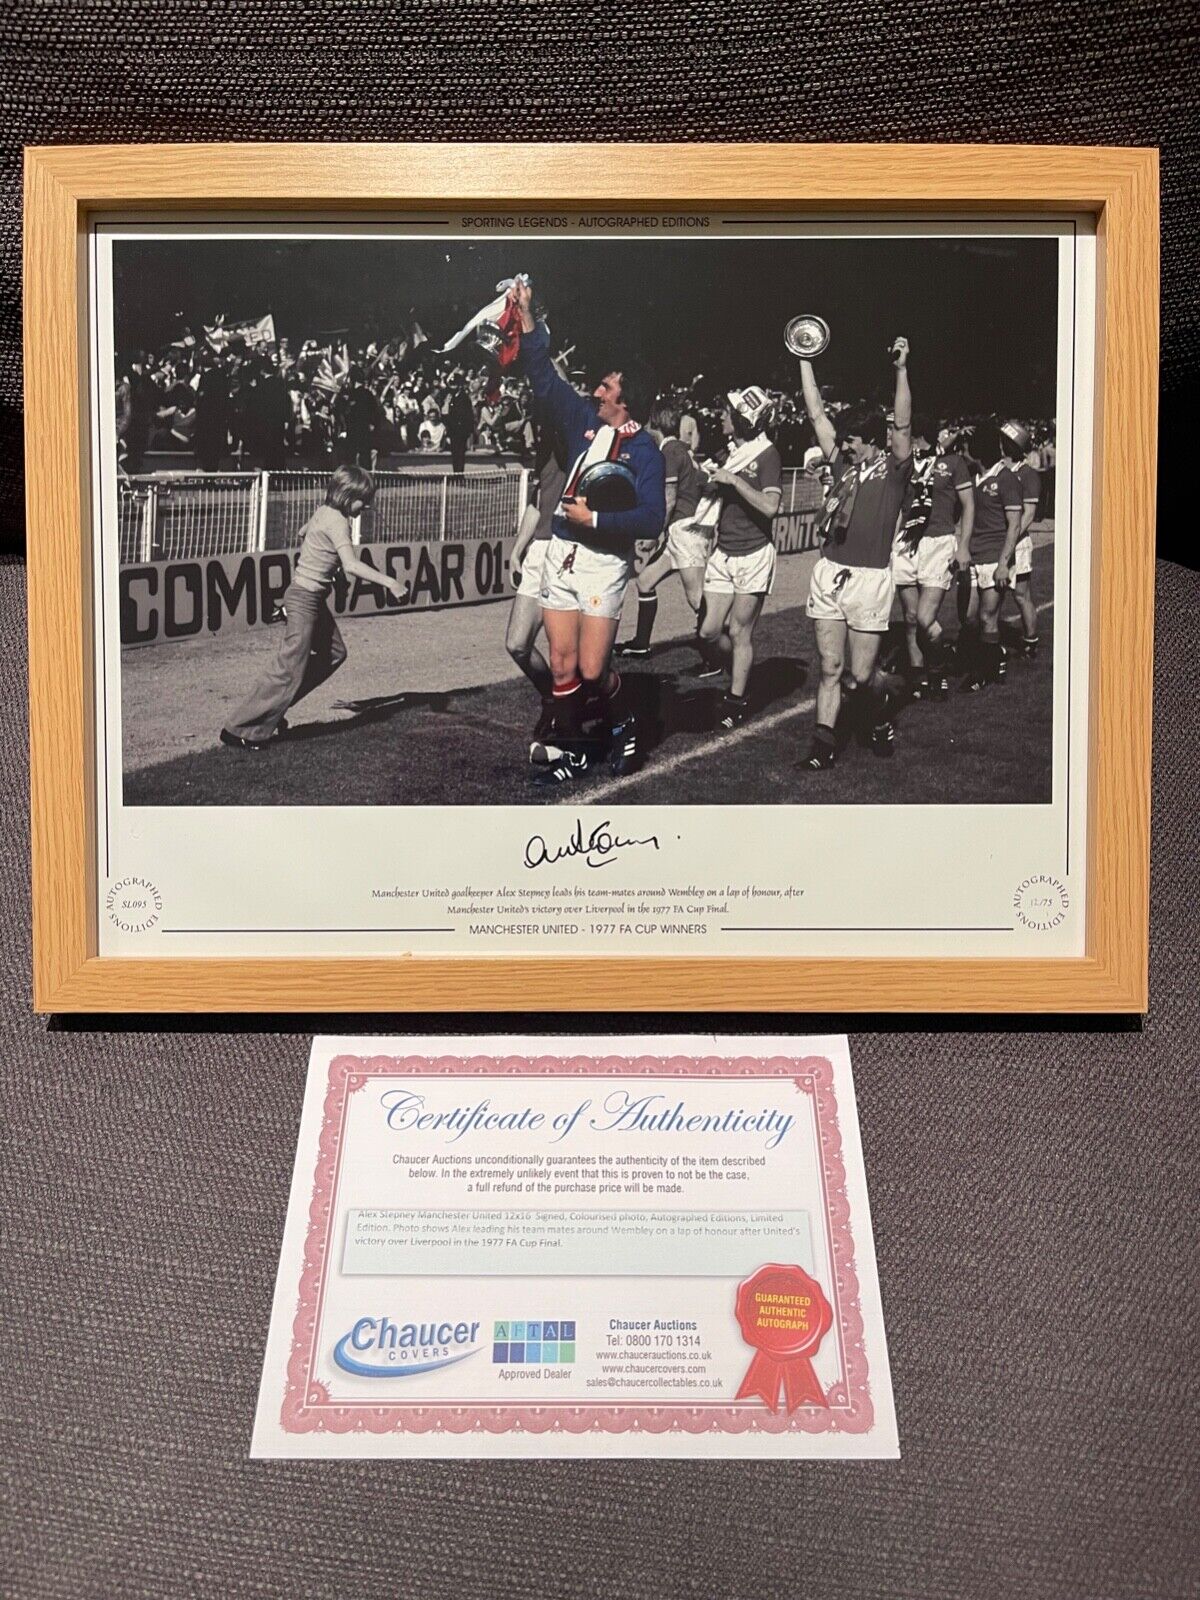 SPORTING LEGENDS - AUTOGRAPHED EDITIONS
COMP ACAR 01-
RNIT
Manchester United goalkeeper Alex Stepney leads his team-mates around Wembley on a lap of honour, after
Manchester United's victory over Liverpool in the 1977 FA Cup Final.
MANCHESTER UNITED - 1977 FA CUP WINNERS
AUTOGRAPHED EDITIONS
SL095
AUTOGRAPHED EDITIONS
12/75
Certificate of Authenticity
Chaucer Auctions unconditionally guarantees the authenticity of the item described
below. In the extremely unlikely event that this is proven to not be the case,
a full refund of the purchase price will be made.
Alex Stepney Manchester United 12x16 Signed, Colourised photo, Autographed Editions, Limited
Edition. Photo shows Alex leading his team mates around Wembley on a lap of honour after United's
victory over Liverpool in the 1977 FA Cup Final.
GUARANTEED
AUTHENTIC
AUTOGRAPH
Chaucer
COVERS
AFTAL
Approved Dealer
Chaucer Auctions
Tel: 0800 170 1314
www.chaucerauctions.co.uk
www.chaucercovers.com
sales@chaucercollectables.co.uk